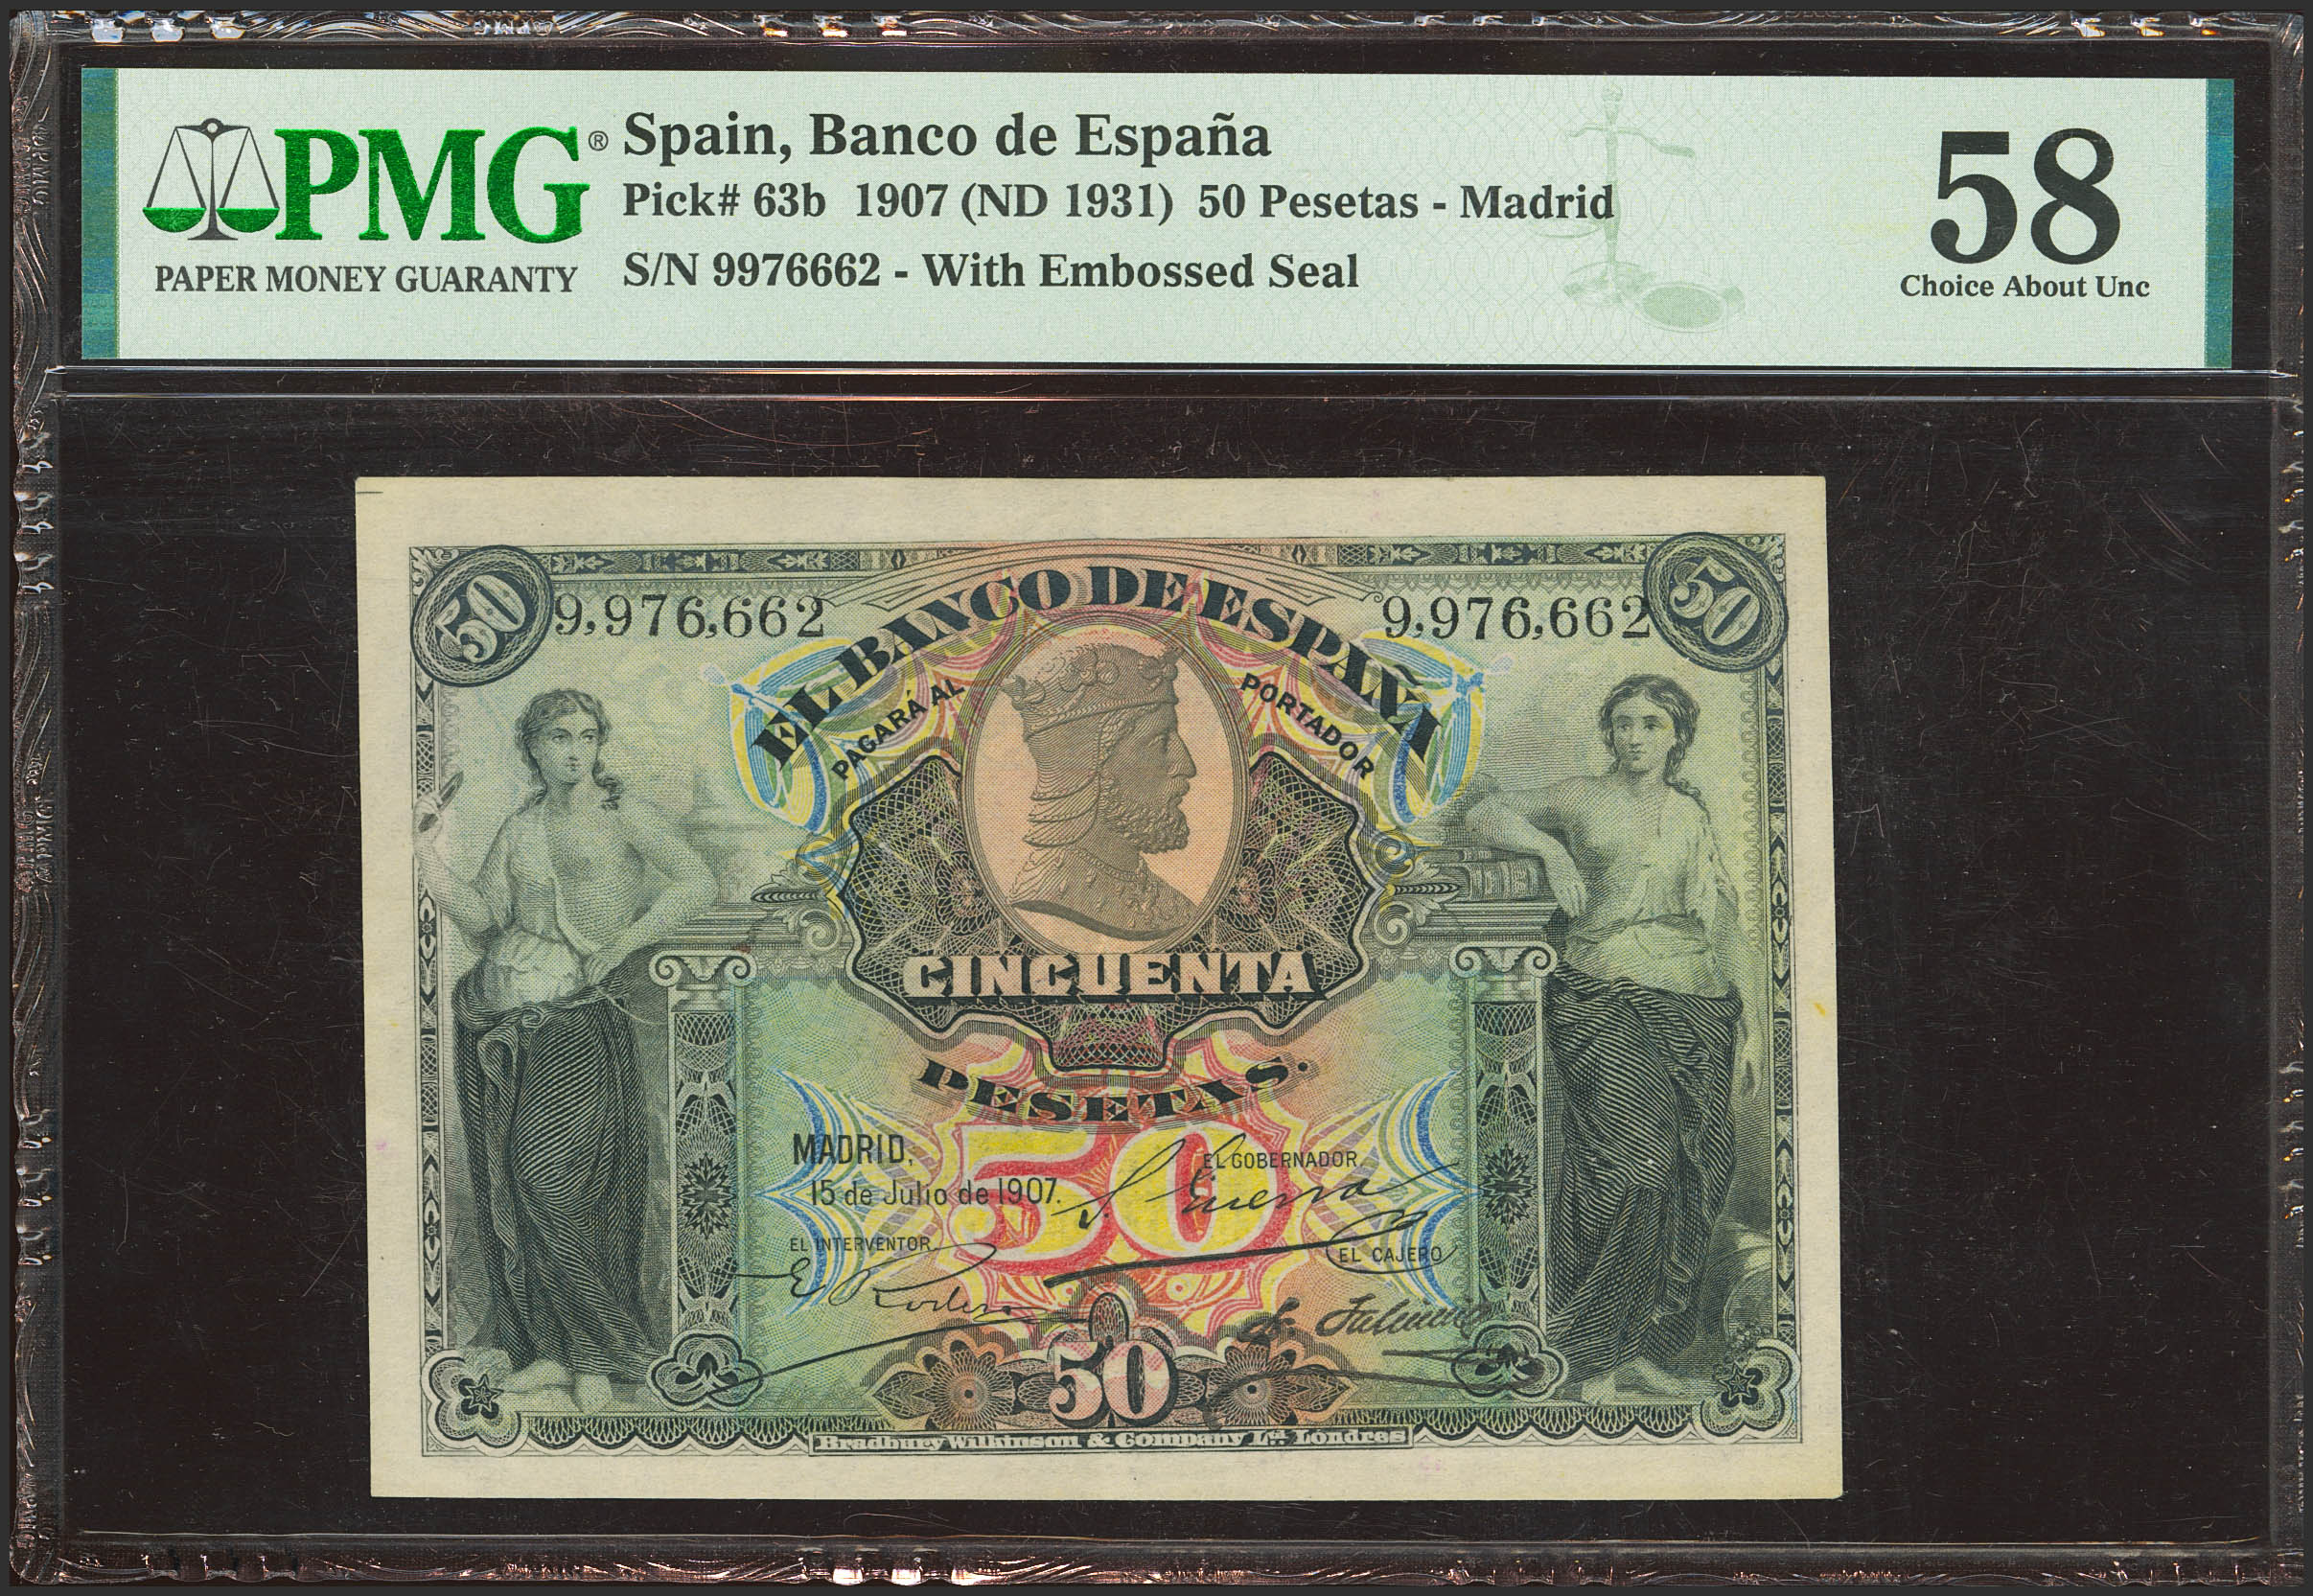 PMG®
PAPER MONEY GUARANTY
Spain, Banco de España
Pick# 63b 1907 (ND 1931) 50 Pesetas - Madrid
S/N 9976662 - With Embossed Seal
58
Choice About Unc
50
9,976,662
9,976,662
50
EL BANCO DE ESPAÑA
PAGARÁ AL PORTADOR
CINCUENTA
PESETAS.
50
MADRID,
15 de Julio de 1907.
EL GOBERNADOR
EL INTERVENTOR
EL CAJERO
50
Bradbury Wilkinson & Company Ld. Londres